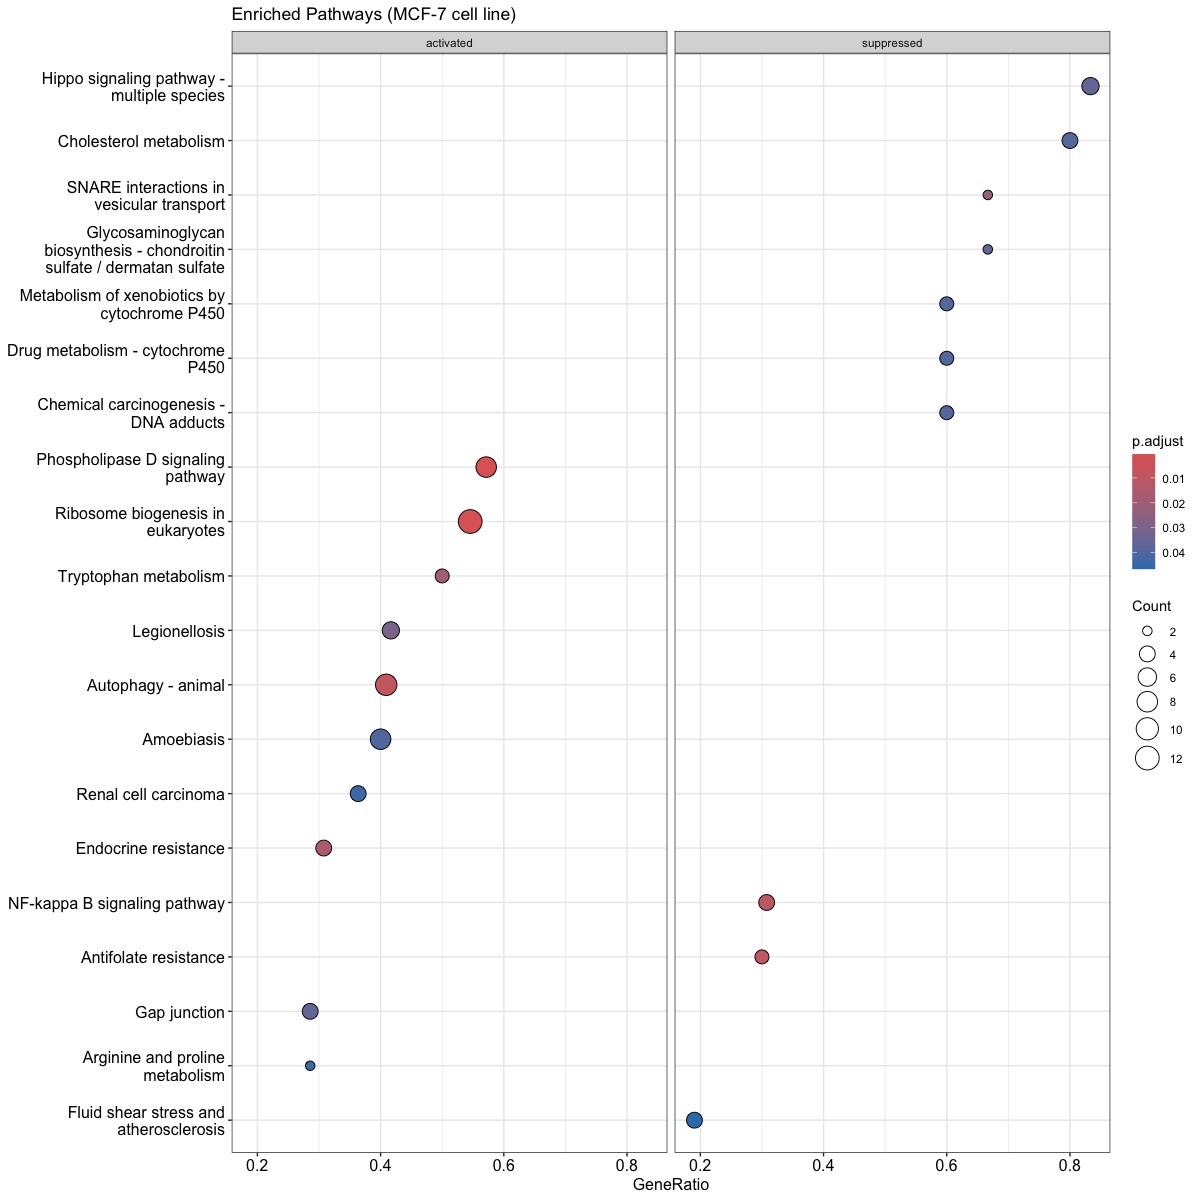 Enriched Pathways (MCF-7 cell line)
activated
suppressed
Hippo signaling pathway -
multiple species
Cholesterol metabolism
SNARE interactions in
vesicular transport
Glycosaminoglycan
biosynthesis - chondroitin
sulfate / dermatan sulfate
Metabolism of xenobiotics by
cytochrome P450
Drug metabolism - cytochrome
P450
Chemical carcinogenesis -
DNA adducts
Phospholipase D signaling
pathway
Ribosome biogenesis in
eukaryotes
Tryptophan metabolism
Legionellosis
Autophagy - animal
Amoebiasis
Renal cell carcinoma
Endocrine resistance
NF-kappa B signaling pathway
Antifolate resistance
Gap junction
Arginine and proline
metabolism
Fluid shear stress and
atherosclerosis
0.2 0.4 0.6 0.8
0.2 0.4 0.6 0.8
GeneRatio
p.adjust
0.01
0.02
0.03
0.04
Count
2
4
6
8
10
12